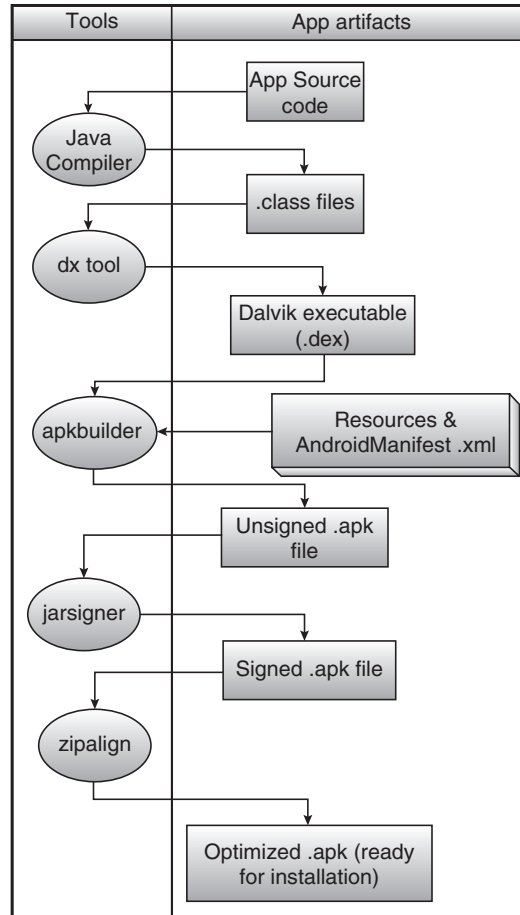 Tools
App artifacts
App Source
code
Java
Compiler
.class files
dx tool
Dalvik executable
(.dex)
apkbuilder
Resources &
AndroidManifest .xml
Unsigned .apk
file
jarsigner
Signed .apk file
zipalign
Optimized .apk (ready
for installation)